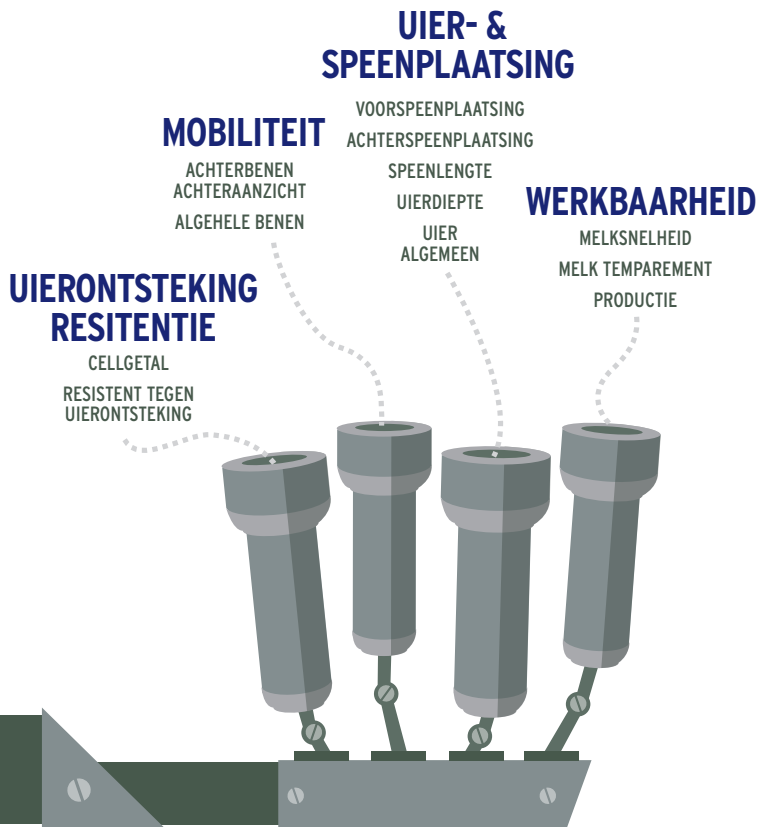 UIER- &
SPEENPLAATSING
VOORSPEENPLAATSING
ACHTERSPEENPLAATSING
SPEENLENGTE
UIERDIEPTE
UIER
ALGEMEEN
MOBILITEIT
ACHTERBENEN
ACHTERAANZICHT
ALGEHELE BENEN
WERKBAARHEID
MELKSNELHEID
MELK TEMPAREMENT
PRODUCTIE
UIERONTSTEKING
RESITENTIE
CELLGETAL
RESISTENT TEGEN
UIERONTSTEKING